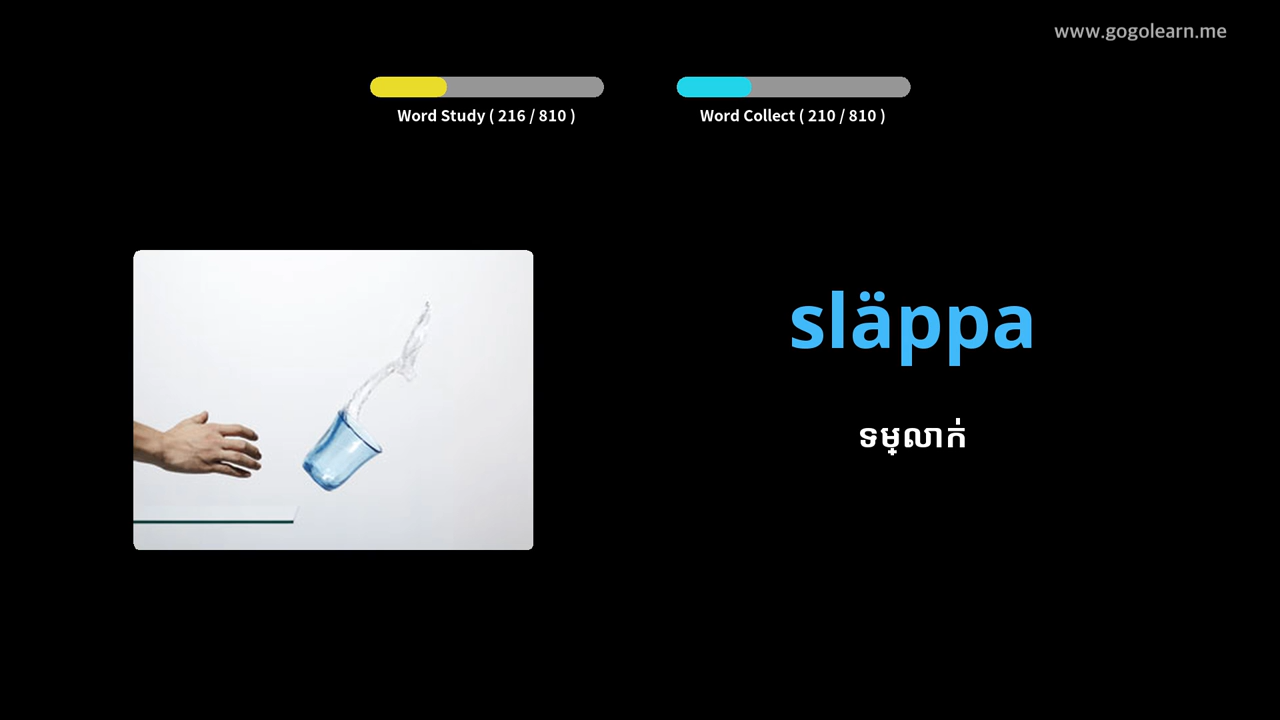 www.gogolearn.me
Word Study ( 216 / 810 )
Word Collect ( 210 / 810 )
släppa
ទម្លាក់